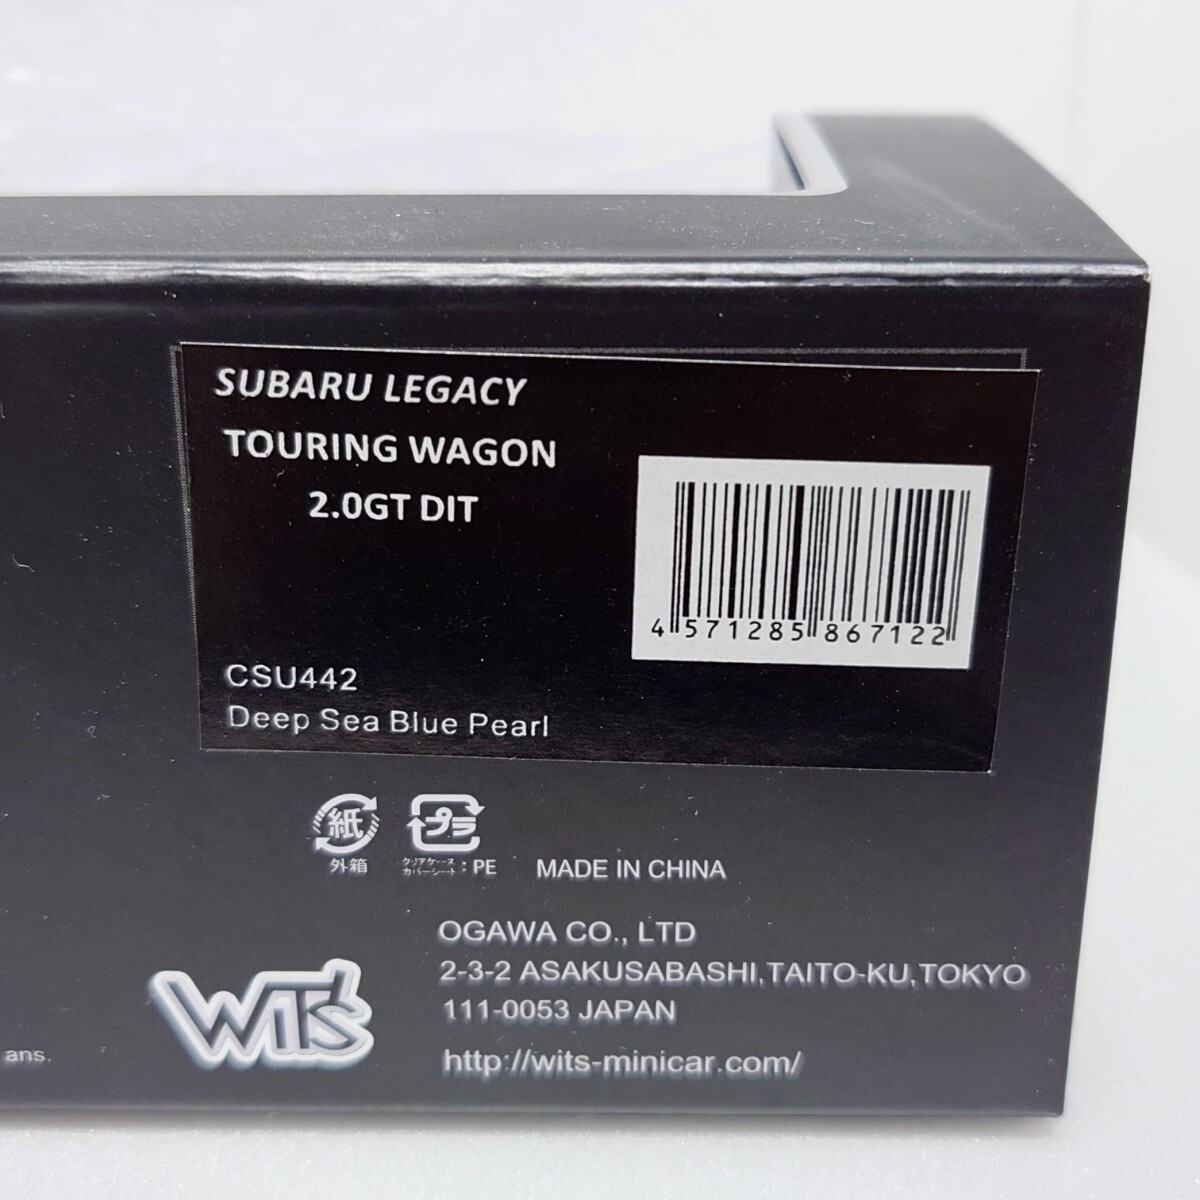 SUBARU LEGACY
TOURING WAGON
2.0GT DIT
4 571285 867122
CSU442
Deep Sea Blue Pearl
紙
外箱
プラ
クリアケース
カバーシート : PE
MADE IN CHINA
OGAWA CO., LTD
2-3-2 ASAKUSABASHI,TAITO-KU,TOKYO
111-0053 JAPAN
http://wits-minicar.com/
WIT'S
ans.